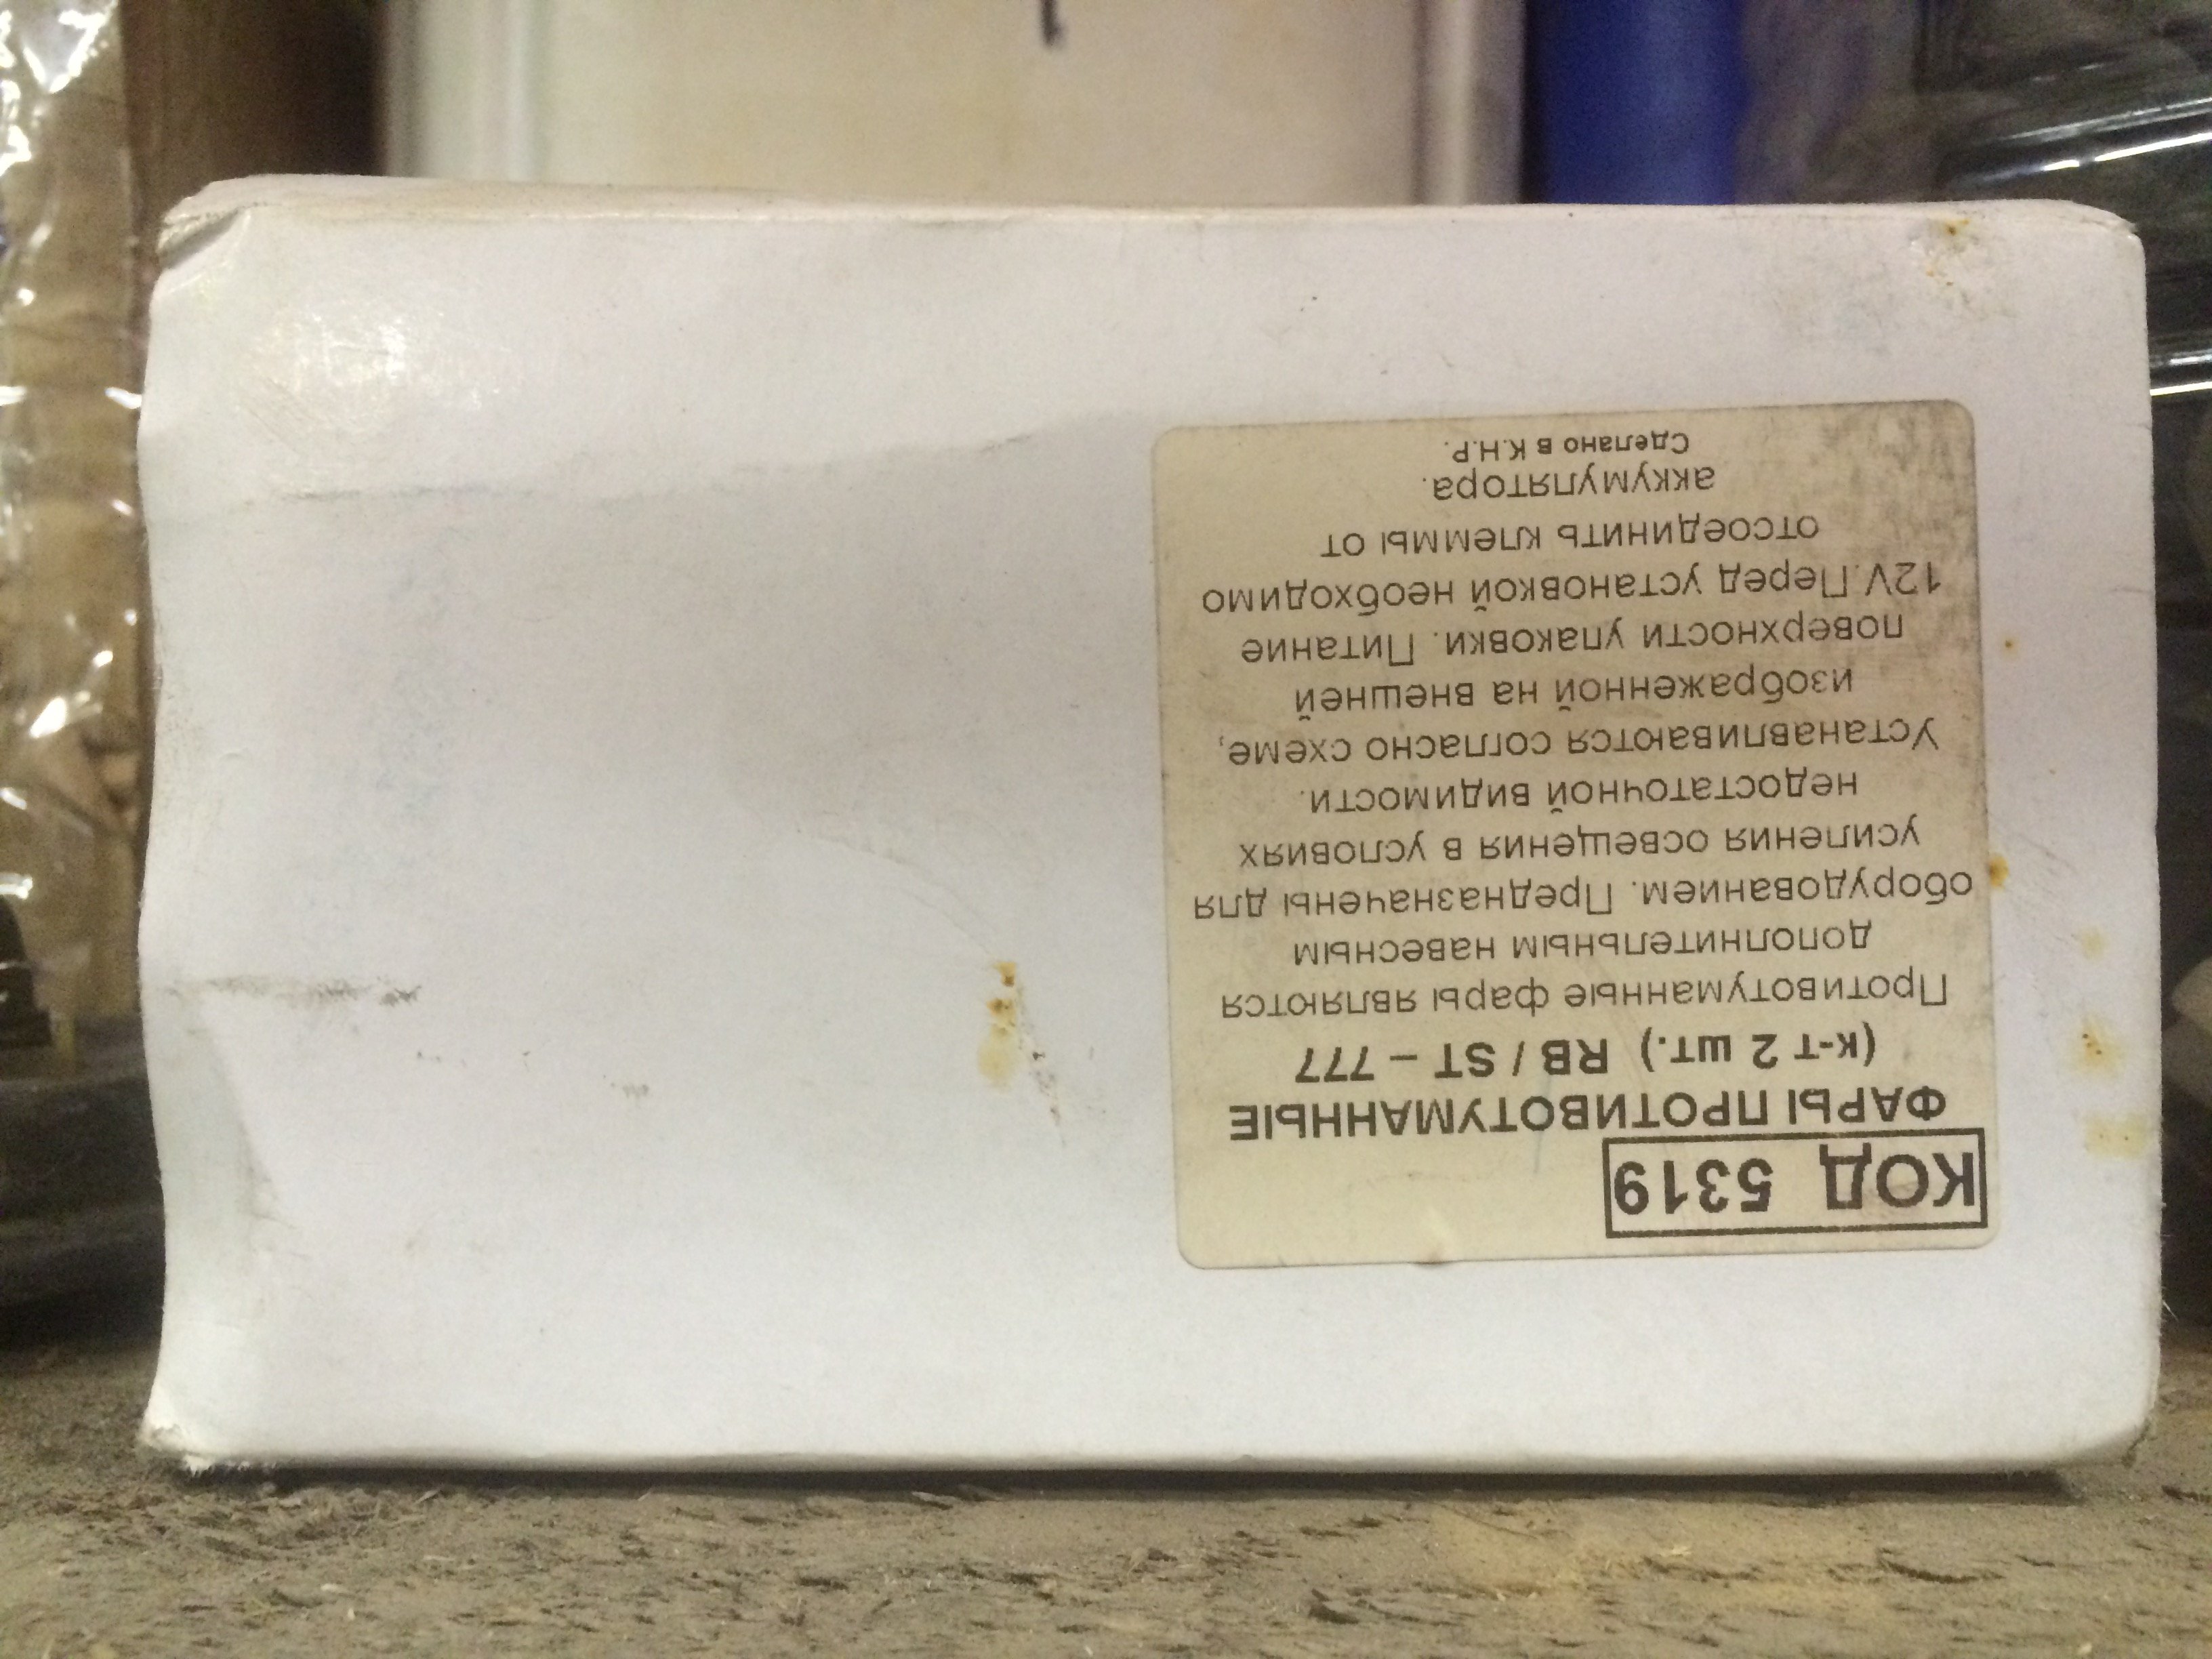 КОД 5319
ФАРЫ ПРОТИВОТУМАННЫЕ
(к-т 2 шт.) RB / ST – 777
Противотуманные фары являются
дополнительным навесным
оборудованием. Предназначены для
усиления освещения в условиях
недостаточной видимости.
Устанавливаются согласно схеме,
изображенной на внешней
поверхности упаковки. Питание
12V.Перед установкой необходимо
отсоединить клеммы от
аккумулятора.
Сделано в К.Н.Р.